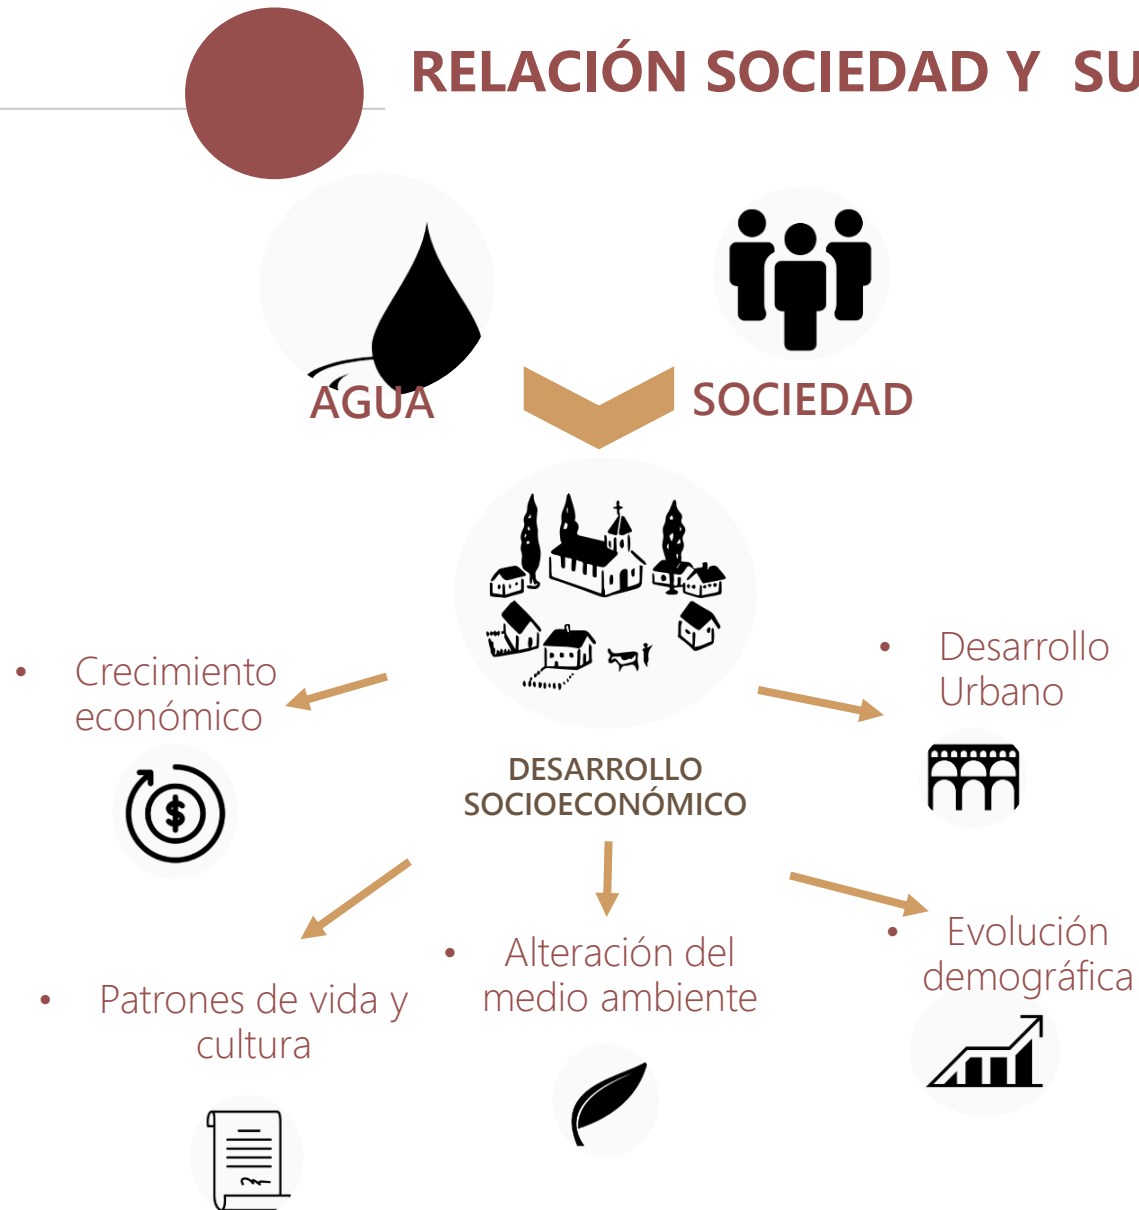 RELACIÓN SOCIEDAD Y SU
AGUA
SOCIEDAD
• Crecimiento
económico
• Desarrollo
Urbano
DESARROLLO
SOCIOECONÓMICO
• Patrones de vida y
cultura
• Alteración del
medio ambiente
• Evolución
demográfica
$